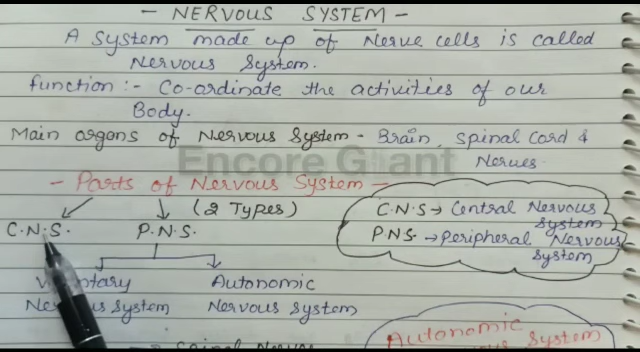 - NERVOUS SYSTEM -
A system made up of Nerve cells is called
Nervous System.
function :- Co-ordinate the activities of our
Body.
Main organs of Nervous System - Brain, Spinal Cord &
Nerves
Encore Giant
- Parts of Nervous System -
(2 Types)
C.N.S. P.N.S.
C.N.S → Central Nervous
System
P.N.S. → Peripheral Nervous
System
Autonomic
Nervous System
System
Autonomic
System